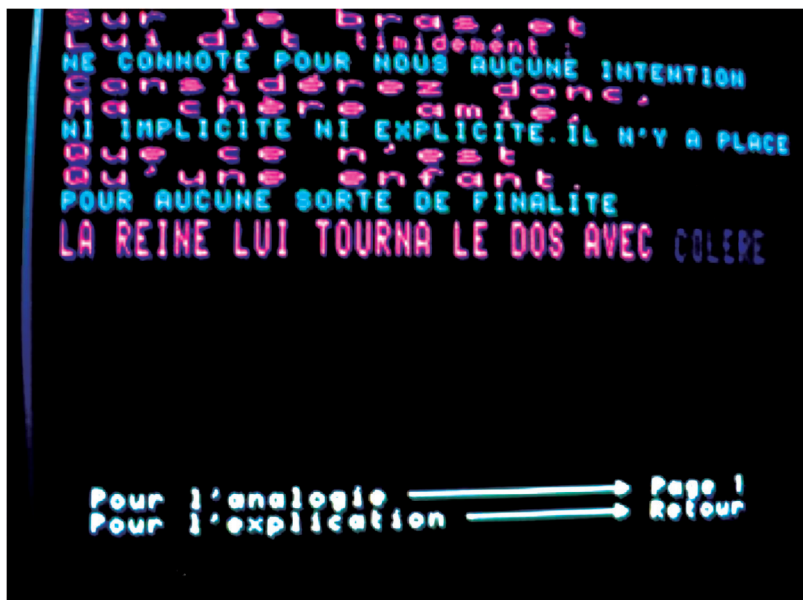 Sur le bras, et
Lui dit timidement :
NE CONNOTE POUR NOUS AUCUNE INTENTION
Considérez donc,
Ma chère amie,
NI IMPLICITE NI EXPLICITE.IL N'Y A PLACE
Que ce n'est
Qu'une enfant.
POUR AUCUNE SORTE DE FINALITE
LA REINE LUI TOURNA LE DOS AVEC COLERE
Pour l'analogie Page 1
Pour l'explication Retour